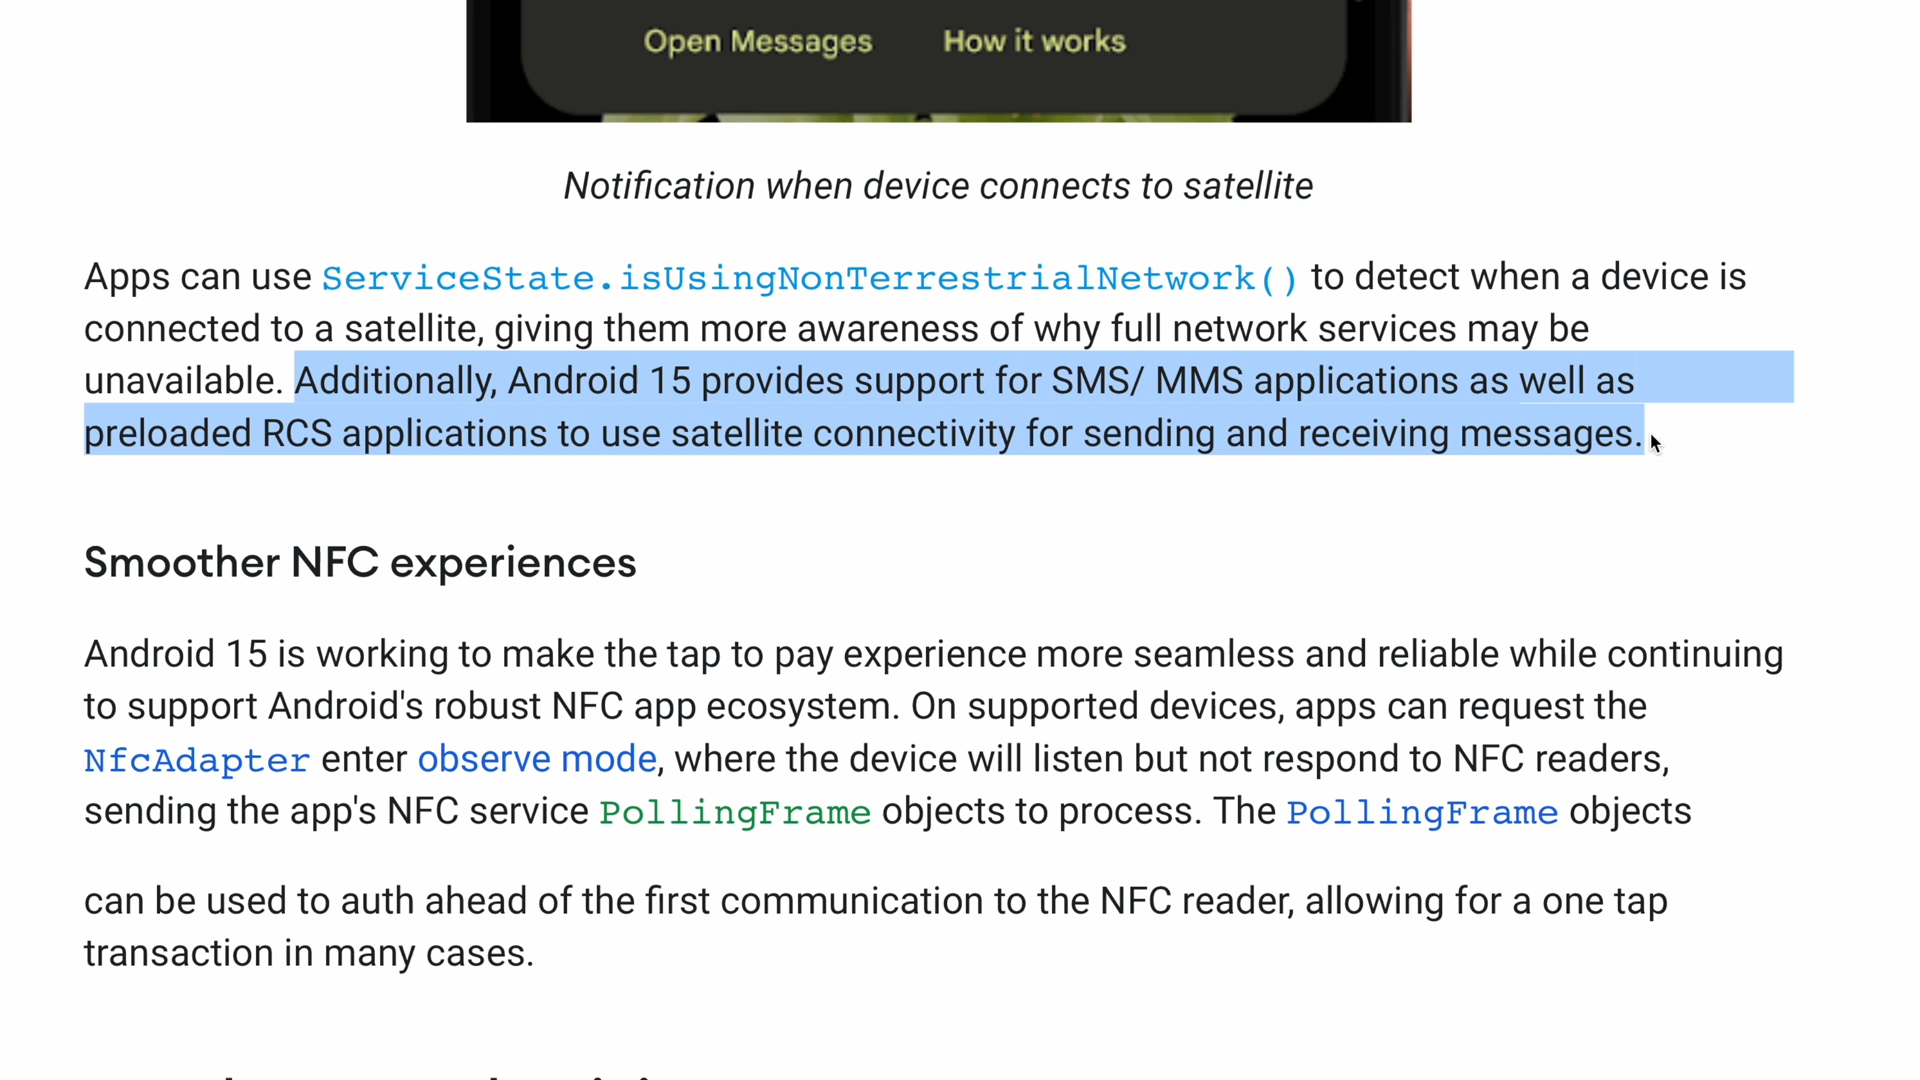 Open Messages How it works
Notification when device connects to satellite
Apps can use ServiceState.isUsingNonTerrestrialNetwork() to detect when a device is
connected to a satellite, giving them more awareness of why full network services may be
unavailable. Additionally, Android 15 provides support for SMS/ MMS applications as well as
preloaded RCS applications to use satellite connectivity for sending and receiving messages.
Smoother NFC experiences
Android 15 is working to make the tap to pay experience more seamless and reliable while continuing
to support Android's robust NFC app ecosystem. On supported devices, apps can request the
NfcAdapter enter observe mode, where the device will listen but not respond to NFC readers,
sending the app's NFC service PollingFrame objects to process. The PollingFrame objects
can be used to auth ahead of the first communication to the NFC reader, allowing for a one tap
transaction in many cases.